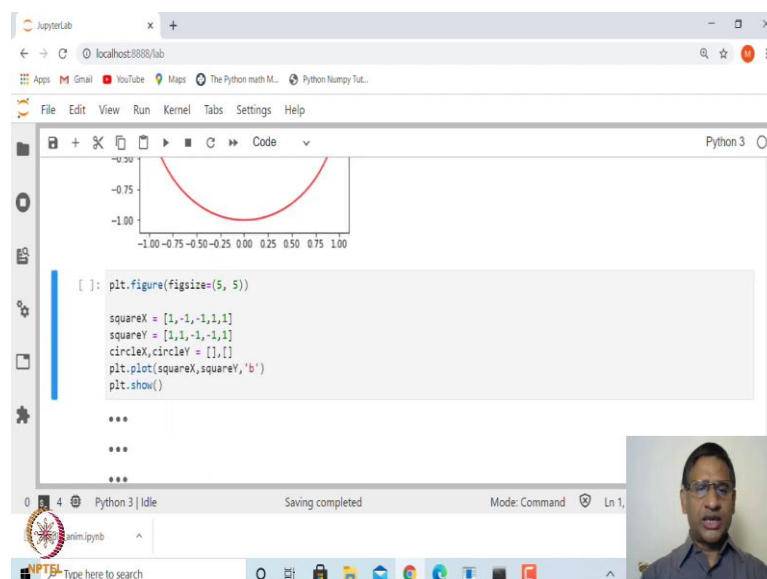 JupyterLab
localhost:8888/lab
Apps Gmail YouTube Maps The Python math M... Python Numpy Tut...
File Edit View Run Kernel Tabs Settings Help
Code Python 3
−0.50
−0.75
−1.00
−1.00 −0.75 −0.50 −0.25 0.00 0.25 0.50 0.75 1.00
[ ]: plt.figure(figsize=(5, 5))
squareX = [1,-1,-1,1,1]
squareY = [1,1,-1,-1,1]
circleX,circleY = [],[]
plt.plot(squareX,squareY,'b')
plt.show()
•••
•••
•••
0 4 Python 3 | Idle Saving completed Mode: Command Ln 1,
anim.ipynb
NPTEL Type here to search